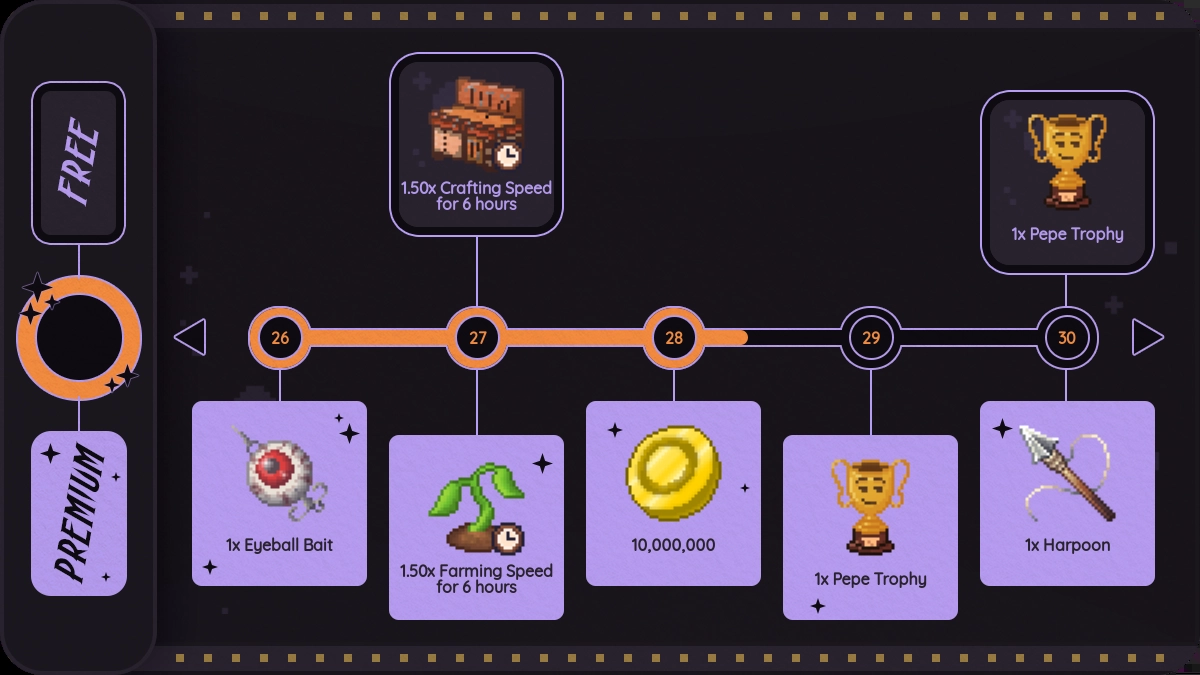 FREE
1.50x Crafting Speed
for 6 hours
1x Pepe Trophy
26
27
28
29
30
PREMIUM
1x Eyeball Bait
1.50x Farming Speed
for 6 hours
10,000,000
1x Pepe Trophy
1x Harpoon